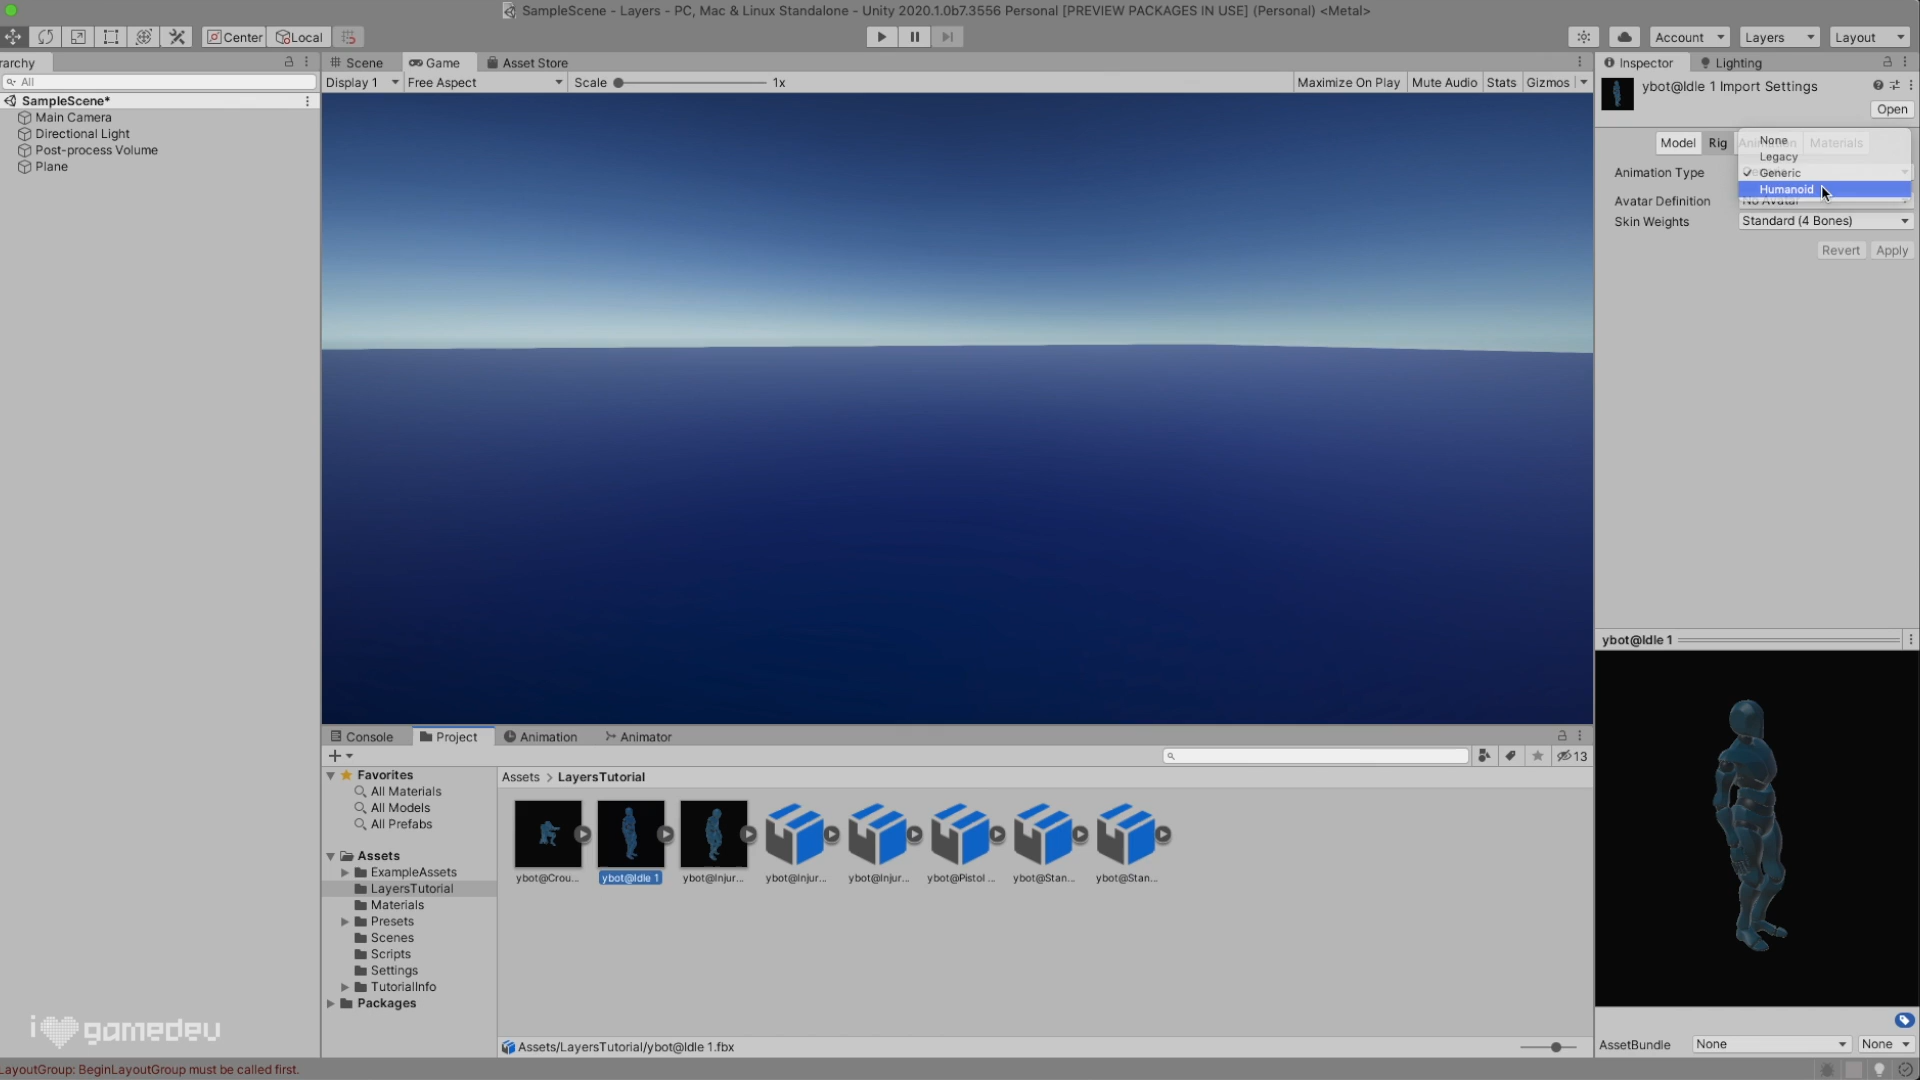 SampleScene - Layers - PC, Mac & Linux Standalone - Unity 2020.1.0b7.3556 Personal [PREVIEW PACKAGES IN USE] (Personal) <Metal>
Center Local Account Layers Layout
rarchy Scene Game Asset Store Inspector Lighting
All Display 1 Free Aspect Scale 1x Maximize On Play Mute Audio Stats Gizmos
ybot@Idle 1 Import Settings
Open
SampleScene*
Main Camera
Directional Light
Post-process Volume
Plane
Model Rig Animation Materials
None
Legacy
Animation Type Generic
Humanoid
Avatar Definition No Avatar
Skin Weights Standard (4 Bones)
Revert Apply
ybot@Idle 1
Console Project Animation Animator
13
Favorites
All Materials
All Models
All Prefabs
Assets
ExampleAssets
LayersTutorial
Materials
Presets
Scenes
Scripts
Settings
TutorialInfo
Packages
Assets > LayersTutorial
ybot@Crou... ybot@Idle 1 ybot@Injur... ybot@Injur... ybot@Injur... ybot@Pistol ... ybot@Stan... ybot@Stan...
i gamedev
Assets/LayersTutorial/ybot@Idle 1.fbx
AssetBundle None None
LayoutGroup: BeginLayoutGroup must be called first.